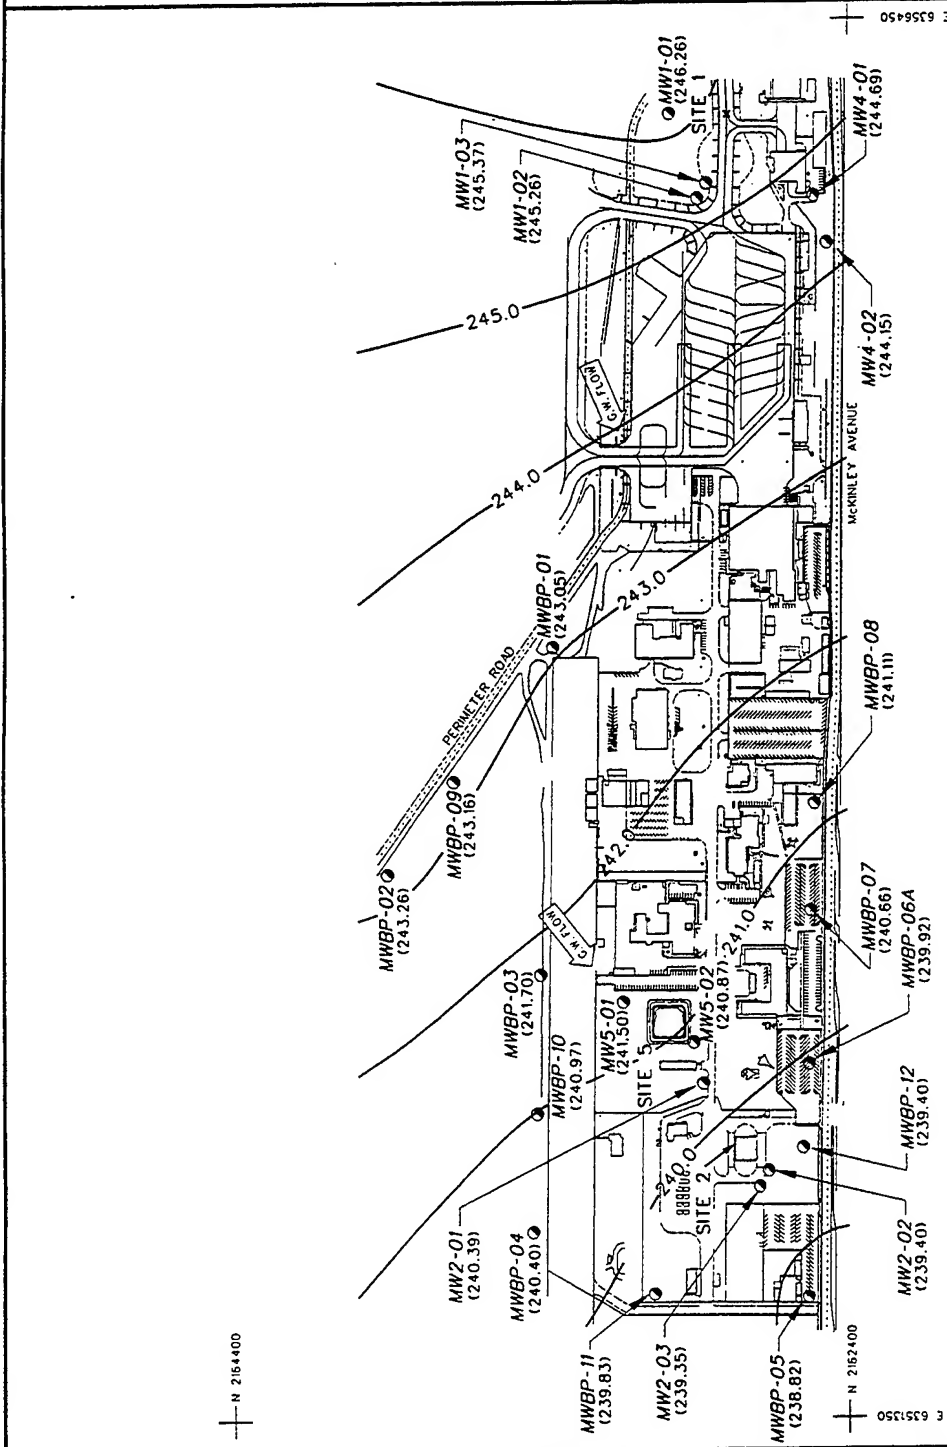 E 6356450
MW1-01
(246.26)
SITE 1
MW1-03
(245.37)
MW1-02
(245.26)
MW4-01
(244.69)
245.0
MW4-02
(244.15)
G.W. FLOW
244.0
McKINLEY AVENUE
243.0
MWBP-01
(243.05)
PERIMETER ROAD
MWBP-08
(241.11)
MWBP-09
(243.16)
242.
MWBP-02
(243.26)
G.W. FLOW
241.0
MWBP-07
(240.66)
MWBP-06A
(239.92)
MWBP-03
(241.70)
MW5-01
(241.50)
MW5-02
(240.87)
SITE 5
MWBP-10
(240.97)
MWBP-12
(239.40)
240.0
SITE 2
MW2-01
(240.39)
MWBP-04
(240.40)
MW2-02
(239.40)
MWBP-11
(239.83)
MW2-03
(239.35)
MWBP-05
(238.82)
N 2164400
N 2162400
E 6351350